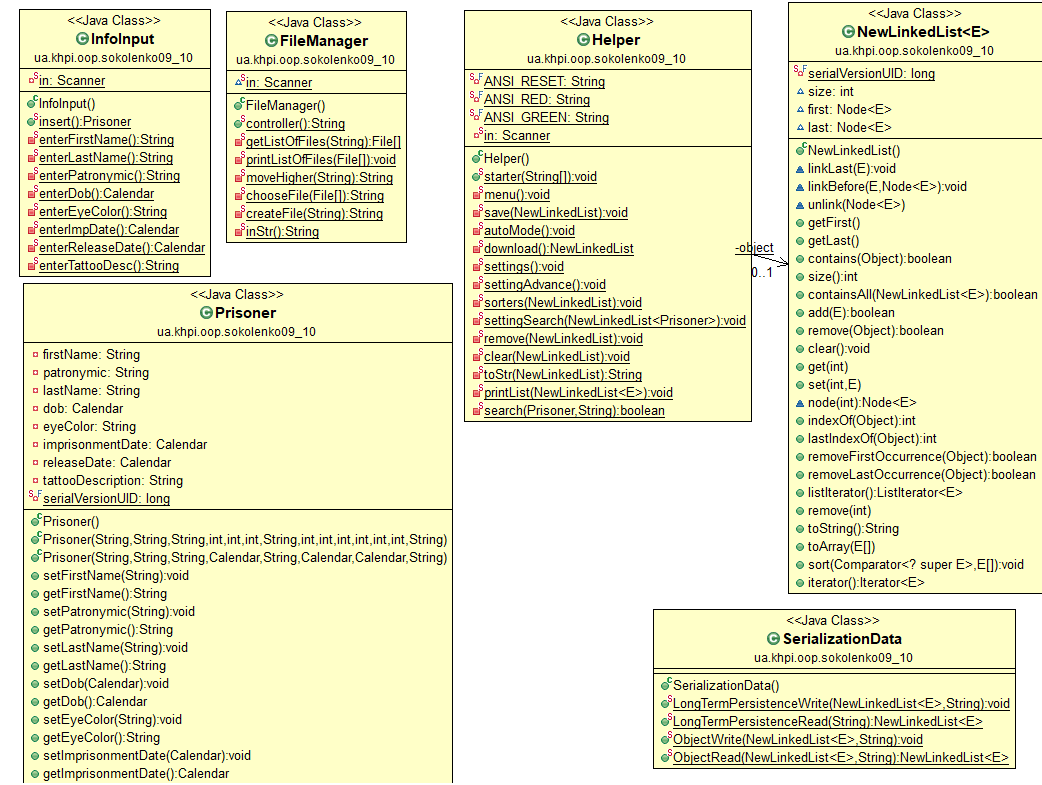 <<Java Class>>
InfoInput
ua.khpi.oop.sokolenko09_10
in: Scanner
InfoInput()
insert():Prisoner
enterFirstName():String
enterLastName():String
enterPatronymic():String
enterDob():Calendar
enterEyeColor():String
enterImpDate():Calendar
enterReleaseDate():Calendar
enterTattooDesc():String
<<Java Class>>
FileManager
ua.khpi.oop.sokolenko09_10
in: Scanner
FileManager()
controller():String
getListOfFiles(String):File[]
printListOfFiles(File[]):void
moveHigher(String):String
chooseFile(File[]):String
createFile(String):String
inStr():String
<<Java Class>>
Helper
ua.khpi.oop.sokolenko09_10
ANSI_RESET: String
ANSI_RED: String
ANSI_GREEN: String
in: Scanner
Helper()
starter(String[]):void
menu():void
save(NewLinkedList):void
autoMode():void
download():NewLinkedList
settings():void
settingAdvance():void
sorters(NewLinkedList):void
settingSearch(NewLinkedList<Prisoner>):void
remove(NewLinkedList):void
clear(NewLinkedList):void
toStr(NewLinkedList):String
printList(NewLinkedList<E>):void
search(Prisoner,String):boolean
-object
0..1
<<Java Class>>
NewLinkedList<E>
ua.khpi.oop.sokolenko09_10
serialVersionUID: long
size: int
first: Node<E>
last: Node<E>
NewLinkedList()
linkLast(E):void
linkBefore(E,Node<E>):void
unlink(Node<E>)
getFirst()
getLast()
contains(Object):boolean
size():int
containsAll(NewLinkedList<E>):boolean
add(E):boolean
remove(Object):boolean
clear():void
get(int)
set(int,E)
node(int):Node<E>
indexOf(Object):int
lastIndexOf(Object):int
removeFirstOccurrence(Object):boolean
removeLastOccurrence(Object):boolean
listIterator():ListIterator<E>
remove(int)
toString():String
toArray(E[])
sort(Comparator<? super E>,E[]):void
iterator():Iterator<E>
<<Java Class>>
Prisoner
ua.khpi.oop.sokolenko09_10
firstName: String
patronymic: String
lastName: String
dob: Calendar
eyeColor: String
imprisonmentDate: Calendar
releaseDate: Calendar
tattooDescription: String
serialVersionUID: long
Prisoner()
Prisoner(String,String,String,int,int,int,String,int,int,int,int,int,int,String)
Prisoner(String,String,String,Calendar,String,Calendar,Calendar,String)
setFirstName(String):void
getFirstName():String
setPatronymic(String):void
getPatronymic():String
setLastName(String):void
getLastName():String
setDob(Calendar):void
getDob():Calendar
setEyeColor(String):void
getEyeColor():String
setImprisonmentDate(Calendar):void
getImprisonmentDate():Calendar
<<Java Class>>
SerializationData
ua.khpi.oop.sokolenko09_10
SerializationData()
LongTermPersistenceWrite(NewLinkedList<E>,String):void
LongTermPersistenceRead(String):NewLinkedList<E>
ObjectWrite(NewLinkedList<E>,String):void
ObjectRead(NewLinkedList<E>,String):NewLinkedList<E>